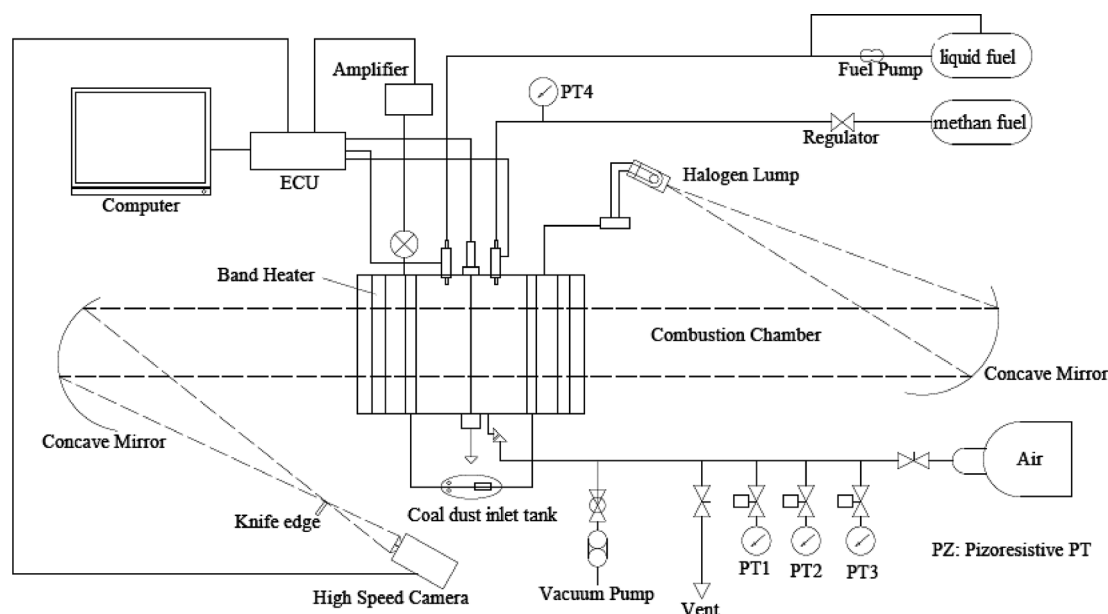 liquid fuel
Fuel Pump
Amplifier
PT4
methan fuel
Regulator
ECU
Halogen Lump
Computer
Band Heater
Combustion Chamber
Concave Mirror
Concave Mirror
Air
Knife edge
Coal dust inlet tank
PZ: Pizoresistive PT
PT1
PT2
PT3
High Speed Camera
Vacuum Pump
Vent